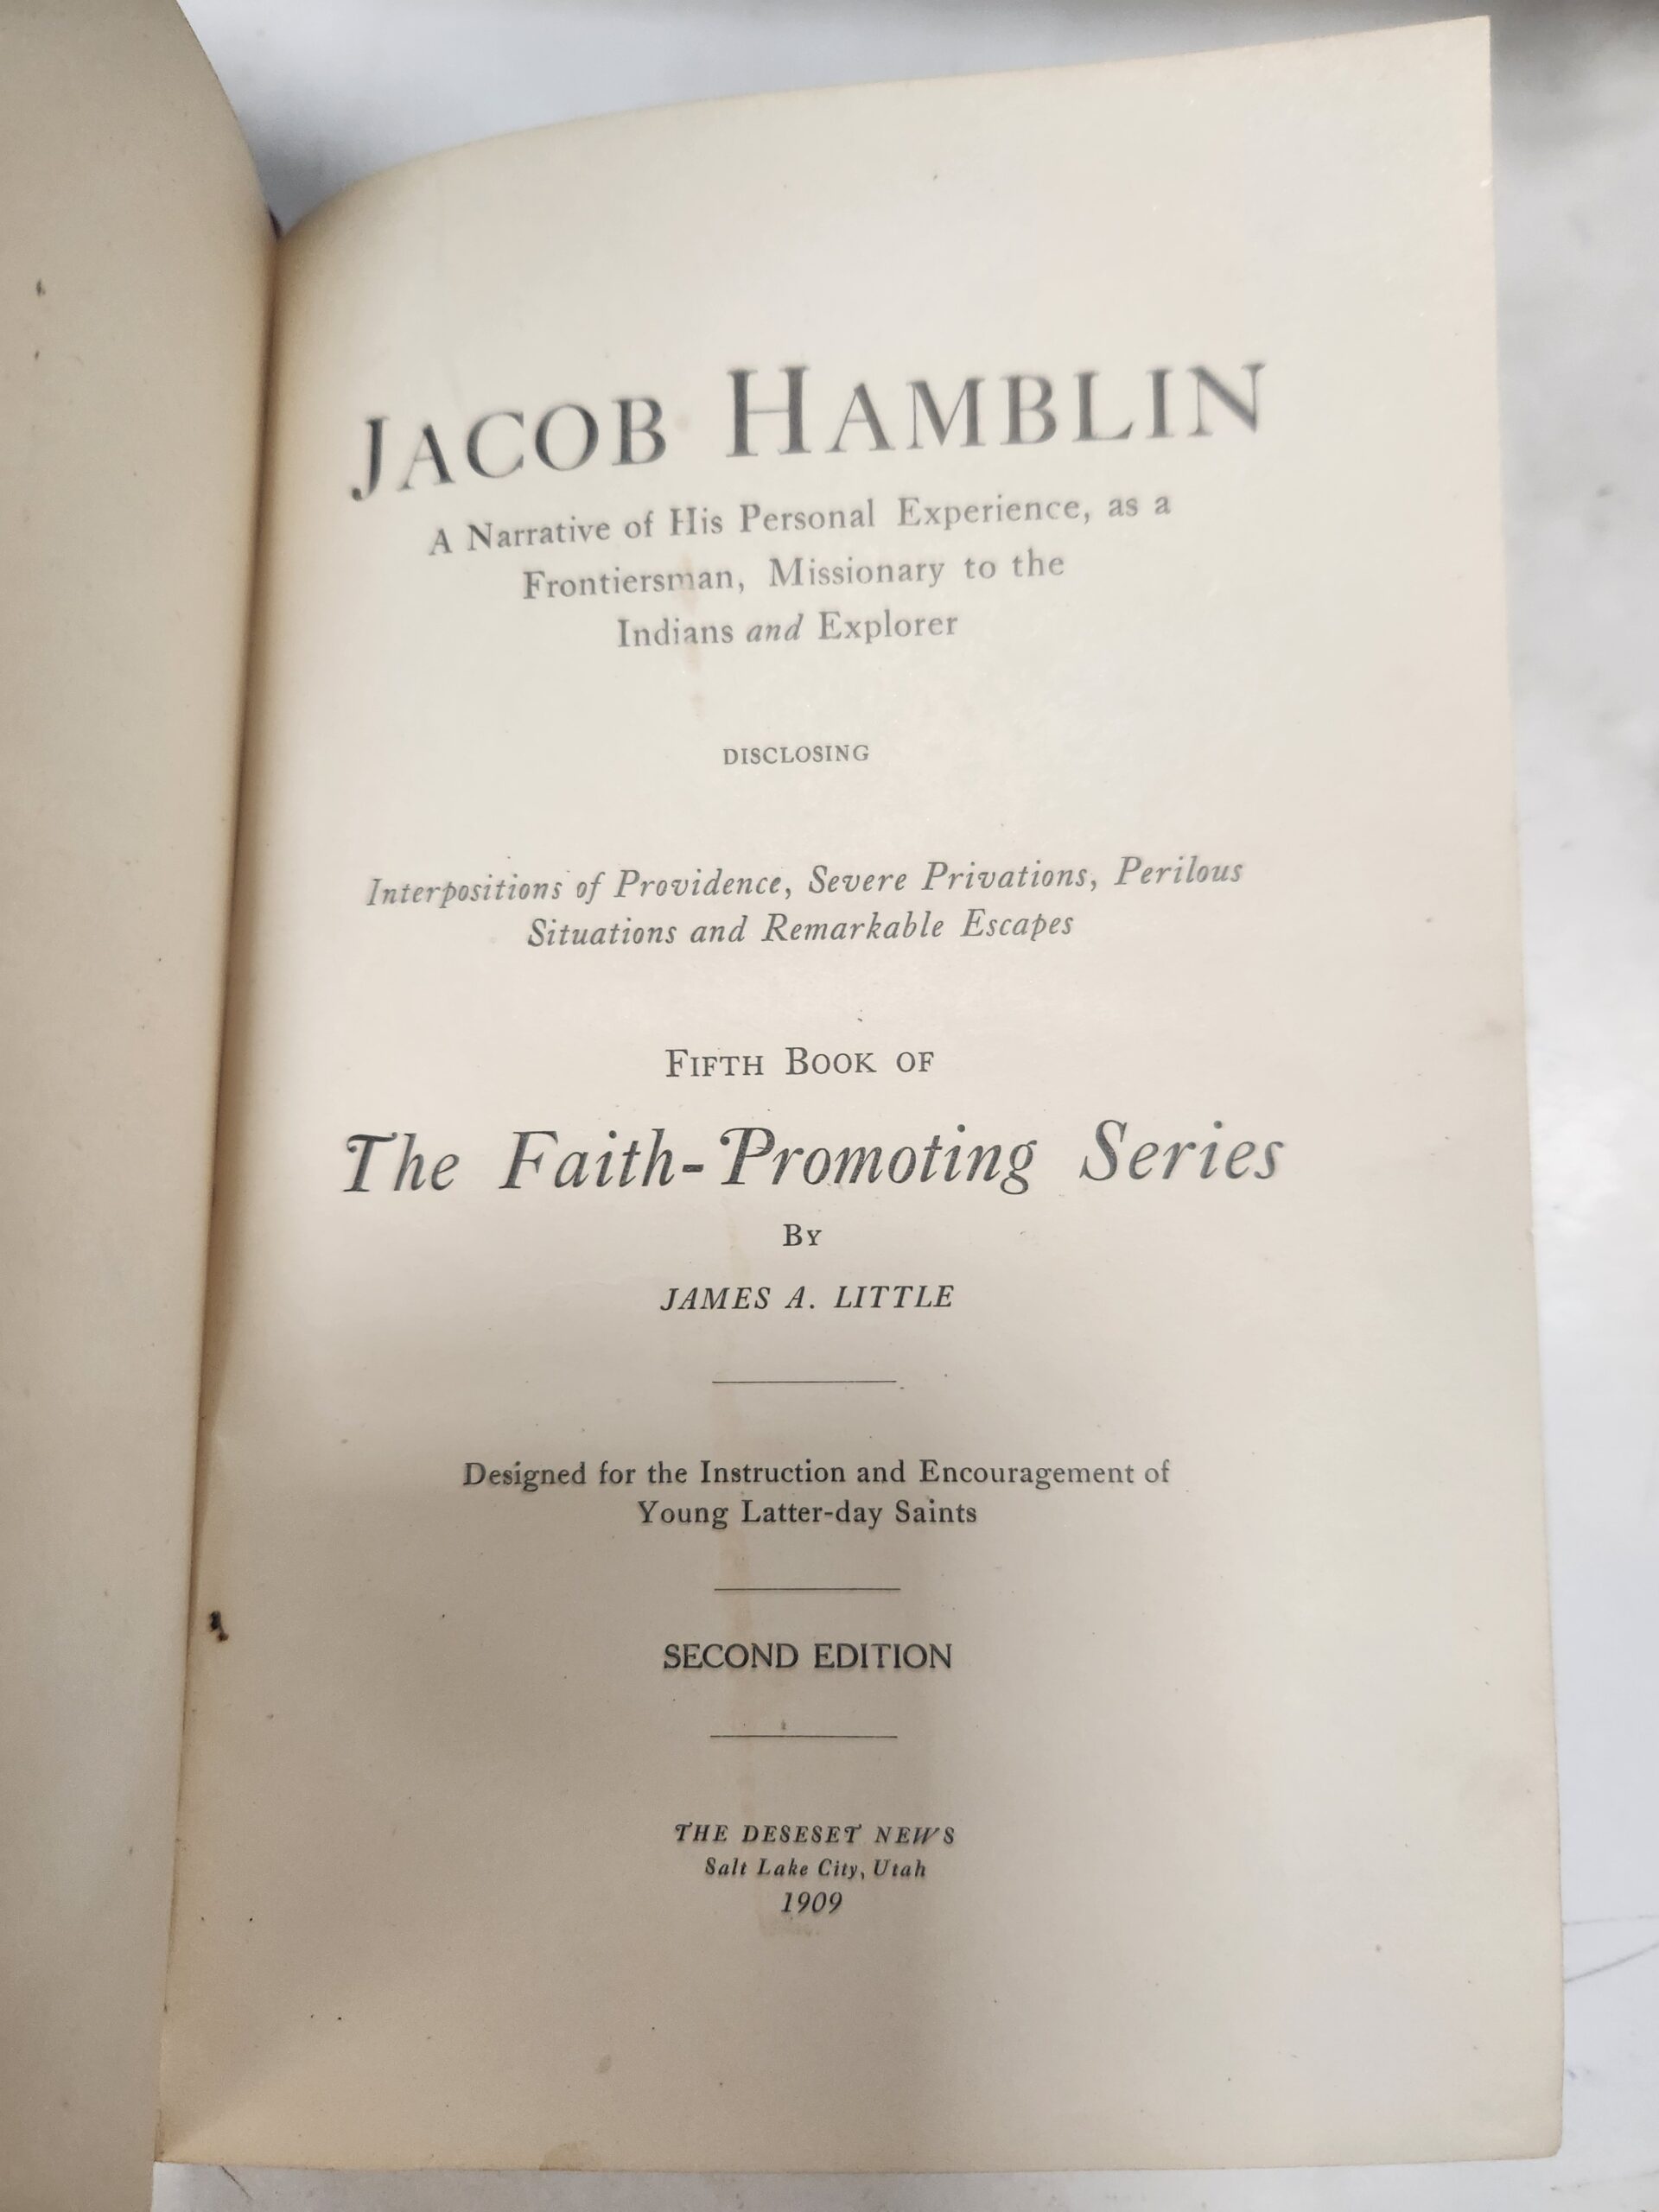 JACOB HAMBLIN
A Narrative of His Personal Experience, as a
Frontiersman, Missionary to the
Indians and Explorer
DISCLOSING
Interpositions of Providence, Severe Privations, Perilous
Situations and Remarkable Escapes
FIFTH BOOK OF
The Faith-Promoting Series
BY
JAMES A. LITTLE
Designed for the Instruction and Encouragement of
Young Latter-day Saints
SECOND EDITION
THE DESESET NEWS
Salt Lake City, Utah
1909